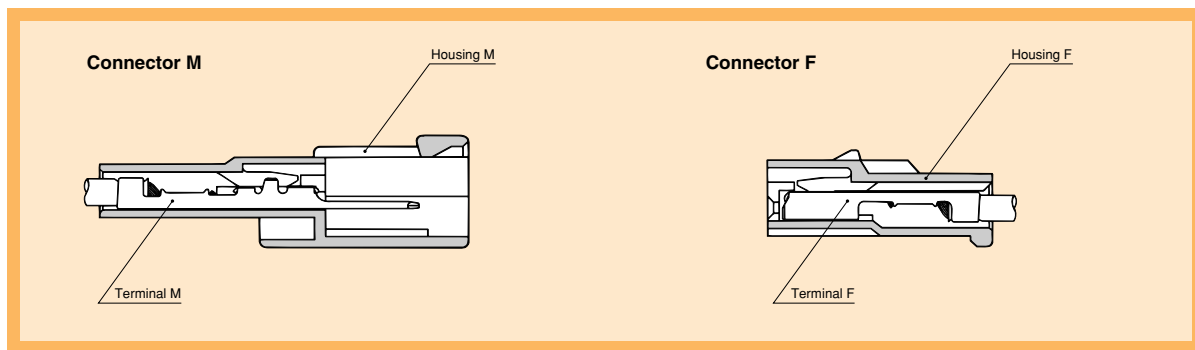 Connector M
Housing M
Terminal M
Connector F
Housing F
Terminal F